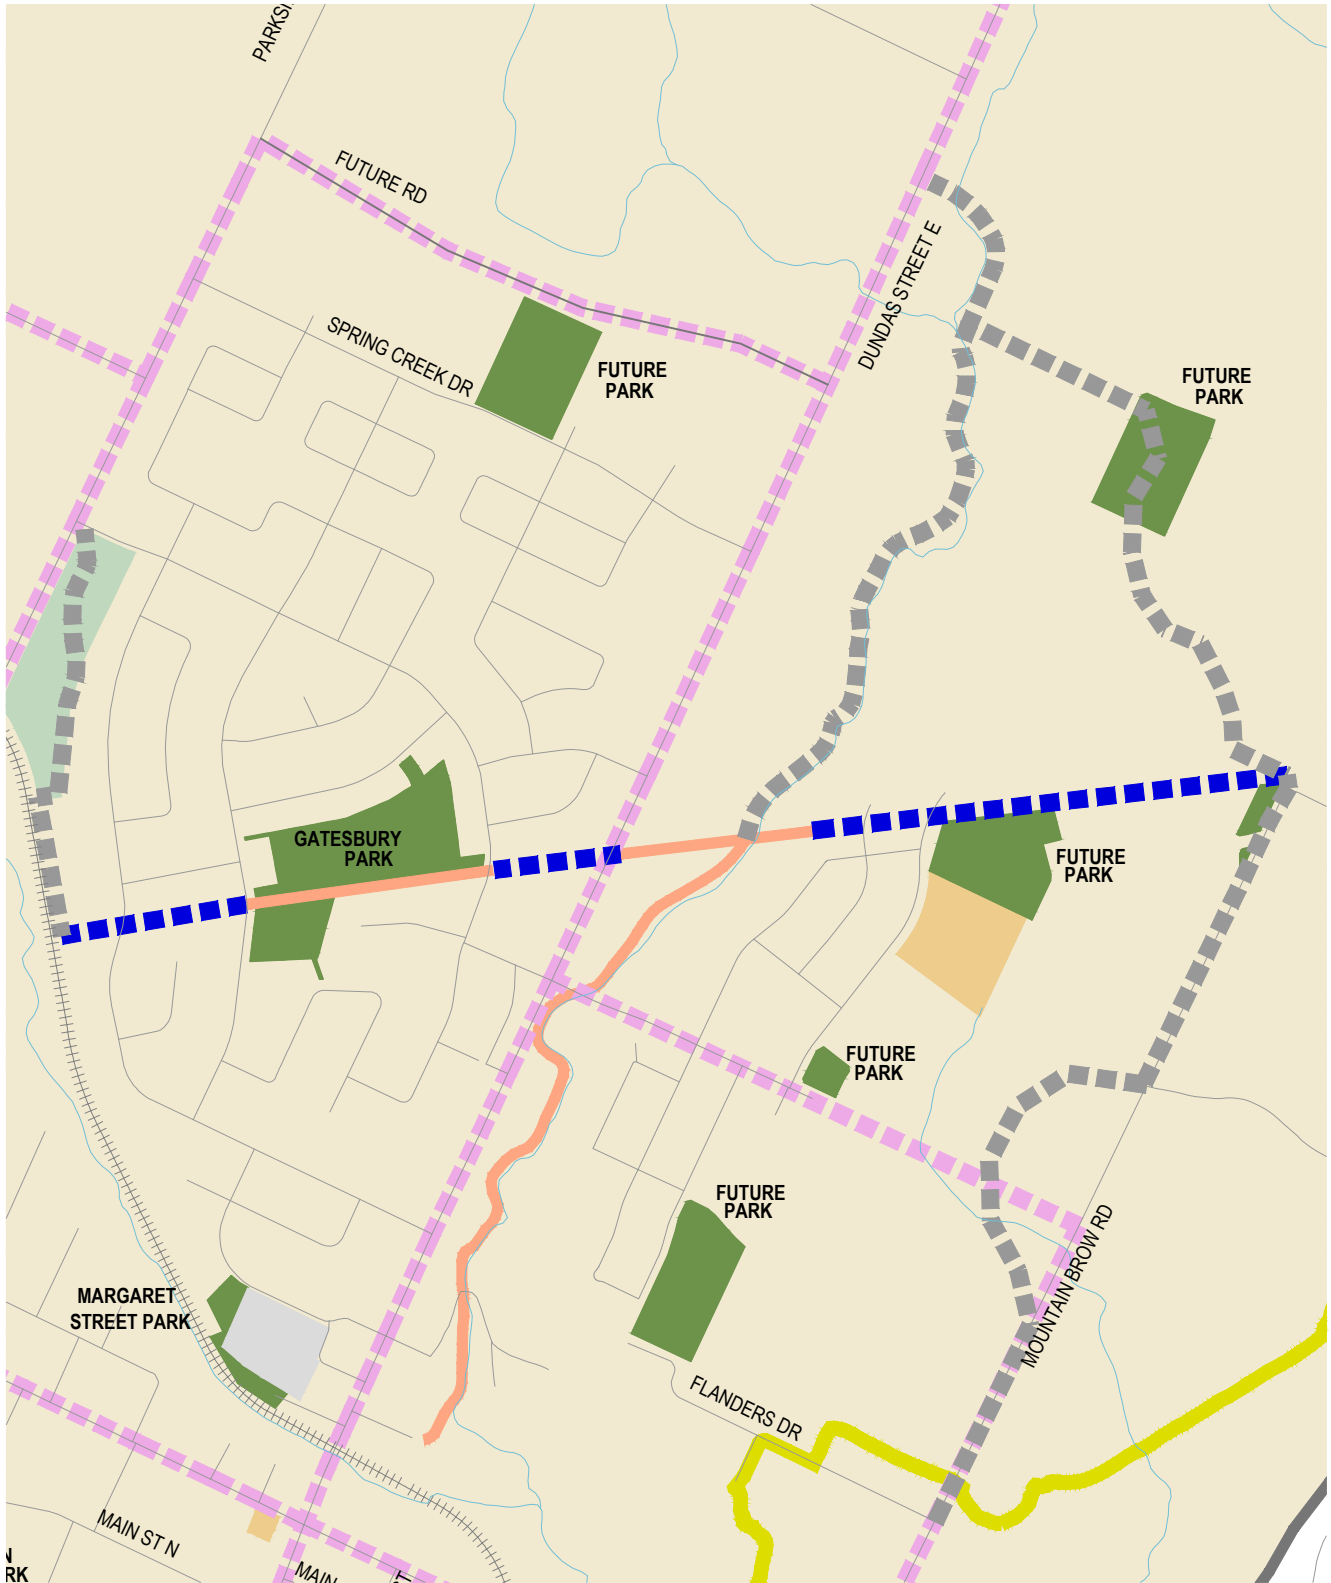 FUTURE RD
DUNDAS STREET E
SPRING CREEK DR
FUTURE
PARK
FUTURE
PARK
GATESBURY
PARK
FUTURE
PARK
FUTURE
PARK
FUTURE
PARK
MOUNTAIN BROW RD
MARGARET
STREET PARK
FLANDERS DR
MAIN ST N
MAIN